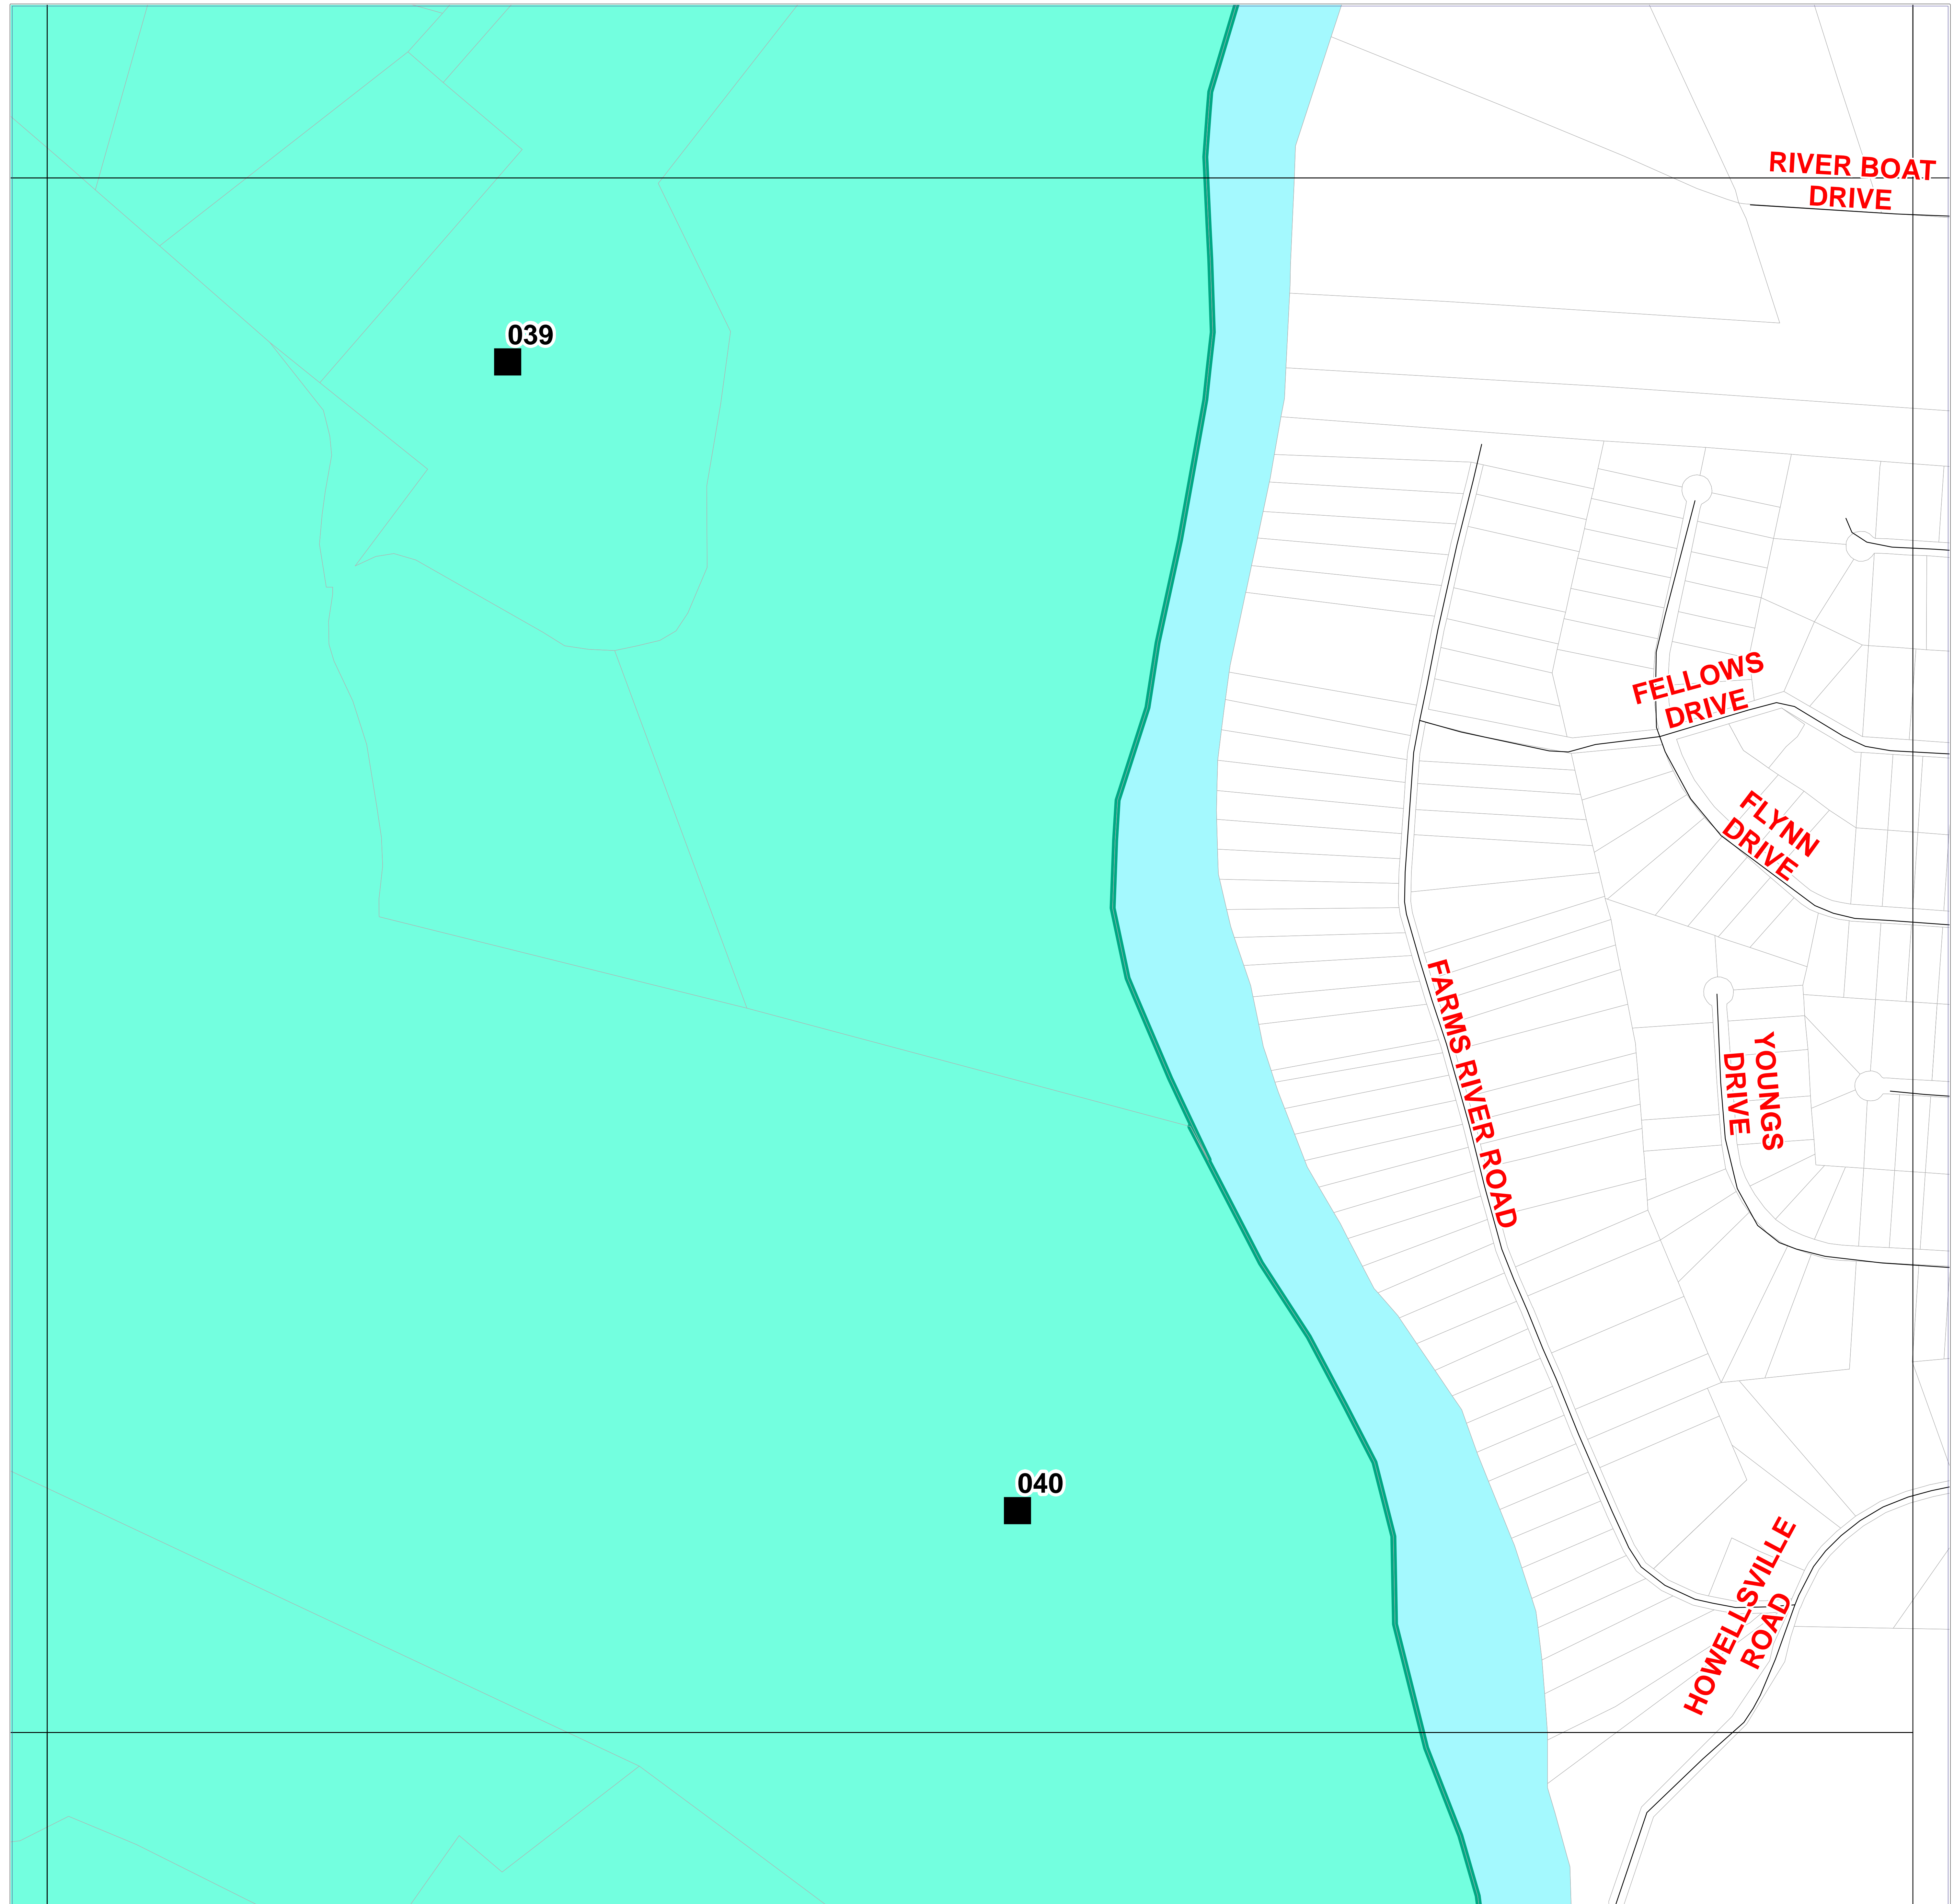 RIVER BOAT
DRIVE
039
FELLOWS
DRIVE
FLYNN
DRIVE
FARMS RIVER ROAD
YOUNGS
DRIVE
040
HOWELLSVILLE
ROAD